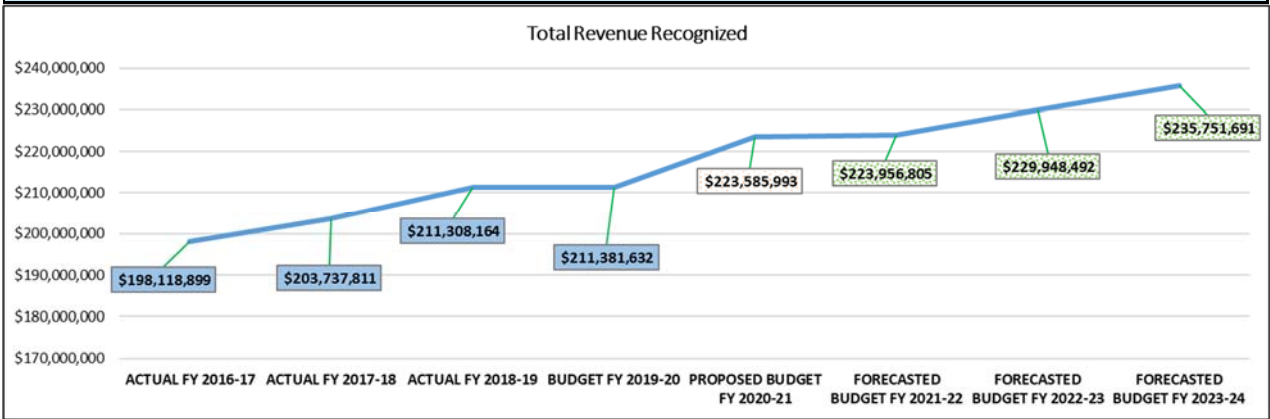 Total Revenue Recognized
$240,000,000
$230,000,000
$220,000,000
$210,000,000
$200,000,000
$190,000,000
$180,000,000
$170,000,000
$198,118,899
$203,737,811
$211,308,164
$211,381,632
$223,585,993
$223,956,805
$229,948,492
$235,751,691
ACTUAL FY 2016-17
ACTUAL FY 2017-18
ACTUAL FY 2018-19
BUDGET FY 2019-20
PROPOSED BUDGET
FY 2020-21
FORECASTED
BUDGET FY 2021-22
FORECASTED
BUDGET FY 2022-23
FORECASTED
BUDGET FY 2023-24